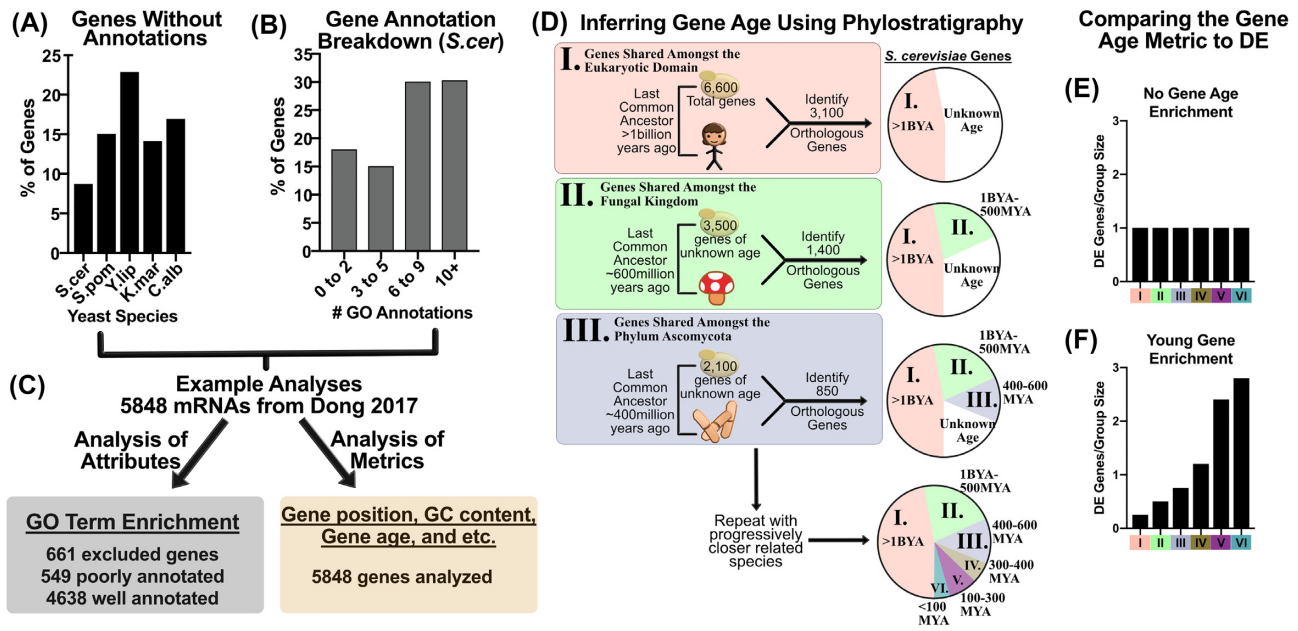 (A)
Genes Without
Annotations
25
20
15
10
5
0
% of Genes
S.cer
S.pom
Y.lip
K.mar
C.alb
Yeast Species
(B)
Gene Annotation
Breakdown (S.cer)
35
30
25
20
15
10
5
0
% of Genes
0 to 2
3 to 5
6 to 9
10+
# GO Annotations
(C)
Example Analyses
5848 mRNAs from Dong 2017
Analysis of
Attributes
Analysis of
Metrics
GO Term Enrichment
661 excluded genes
549 poorly annotated
4638 well annotated
Gene position, GC content,
Gene age, and etc.
5848 genes analyzed
(D)
Inferring Gene Age Using Phylostratigraphy
I. Genes Shared Amongst the
Eukaryotic Domain
Last
Common
Ancestor
>1billion
years ago
6,600
Total genes
Identify
3,100
Orthologous
Genes
S. cerevisiae Genes
I.
>1BYA
Unknown
Age
II. Genes Shared Amongst the
Fungal Kingdom
Last
Common
Ancestor
~600million
years ago
3,500
genes of
unknown age
Identify
1,400
Orthologous
Genes
1BYA-
500MYA
I.
>1BYA
II.
Unknown
Age
III. Genes Shared Amongst the
Phylum Ascomycota
Last
Common
Ancestor
~400million
years ago
2,100
genes of
unknown age
Identify
850
Orthologous
Genes
1BYA-
500MYA
400-600
MYA
I.
>1BYA
II.
III.
Unknown
Age
Repeat with
progressively
closer related
species
1BYA-
500MYA
I.
>1BYA
II.
III.
400-600
MYA
IV.
300-400
MYA
V.
100-300
MYA
VI.
<100
MYA
Comparing the Gene
Age Metric to DE
(E)
No Gene Age
Enrichment
3
2
1
0
DE Genes/Group Size
I II III IV V VI
(F)
Young Gene
Enrichment
3
2
1
0
DE Genes/Group Size
I II III IV V VI